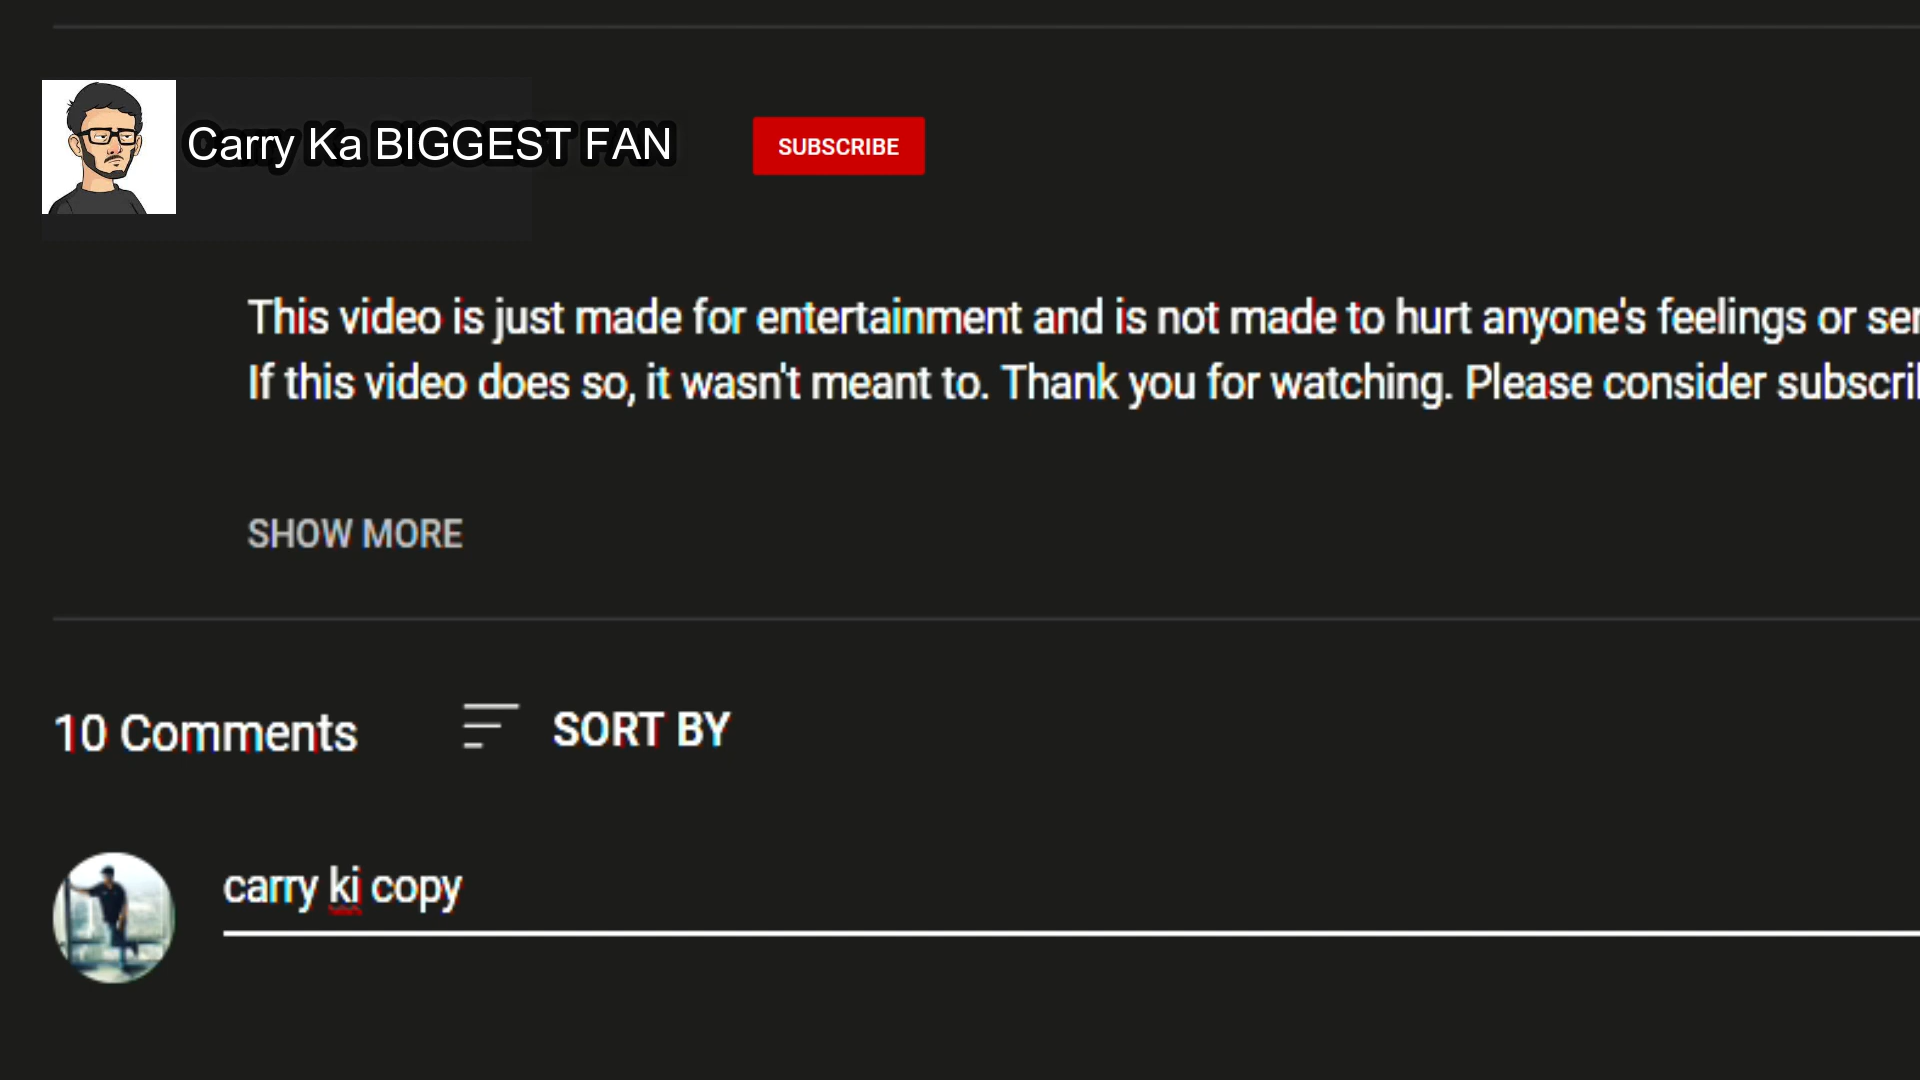 Carry Ka BIGGEST FAN
SUBSCRIBE
This video is just made for entertainment and is not made to hurt anyone's feelings or
If this video does so, it wasn't meant to. Thank you for watching. Please consider
SHOW MORE
10 Comments
SORT BY
carry ki copy